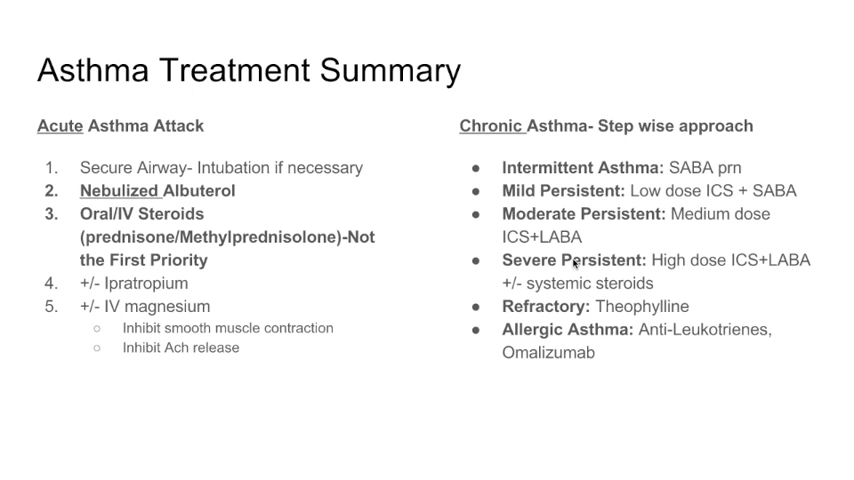 Asthma Treatment Summary
Acute Asthma Attack
1. Secure Airway- Intubation if necessary
2. Nebulized Albuterol
3. Oral/IV Steroids
(prednisone/Methylprednisolone)-Not
the First Priority
4. +/- Ipratropium
5. +/- IV magnesium
○ Inhibit smooth muscle contraction
○ Inhibit Ach release
Chronic Asthma- Step wise approach
● Intermittent Asthma: SABA prn
● Mild Persistent: Low dose ICS + SABA
● Moderate Persistent: Medium dose
ICS+LABA
● Severe Persistent: High dose ICS+LABA
+/- systemic steroids
● Refractory: Theophylline
● Allergic Asthma: Anti-Leukotrienes,
Omalizumab